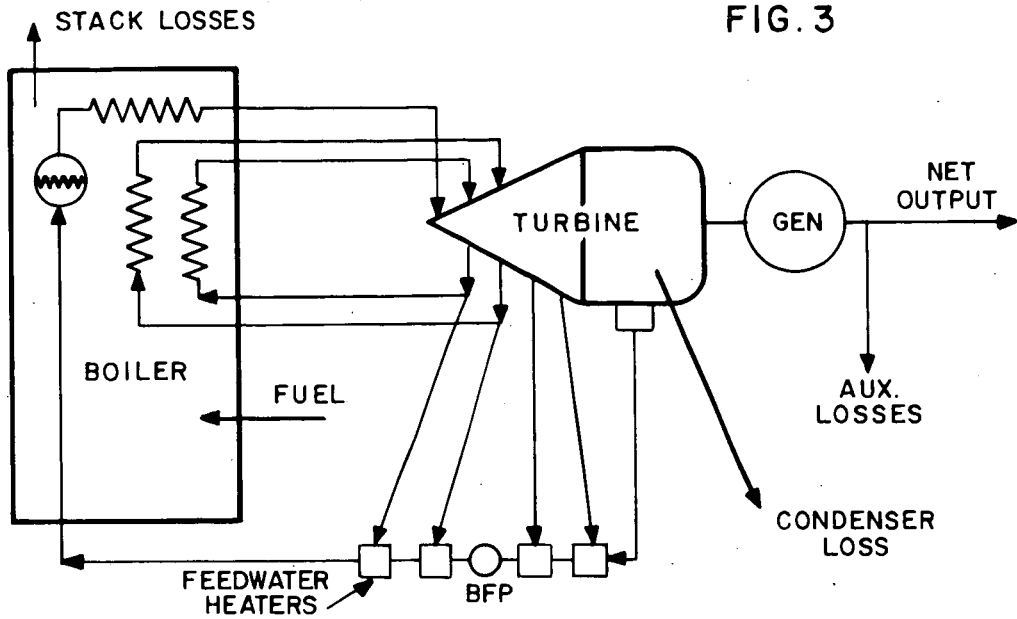 FIG. 3
STACK LOSSES
NET
OUTPUT
TURBINE
GEN
BOILER
FUEL
AUX.
LOSSES
CONDENSER
LOSS
FEEDWATER
HEATERS
BFP